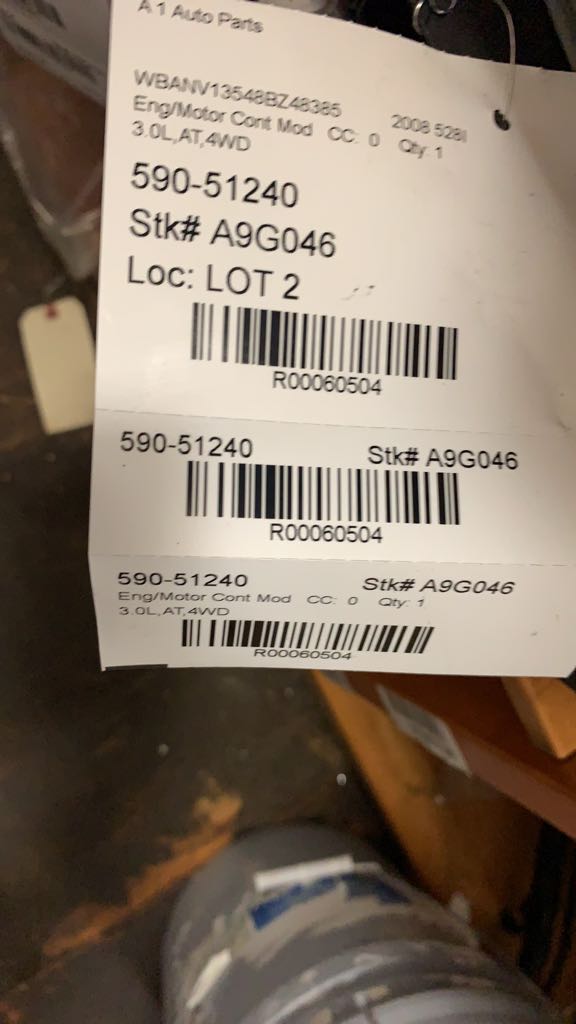 A 1 Auto Parts
WBANV13548BZ48385 2008 528I
Eng/Motor Cont Mod CC: 0 Qty: 1
3.0L,AT,4WD
590-51240
Stk# A9G046
Loc: LOT 2
R00060504
590-51240 Stk# A9G046
R00060504
590-51240 Stk# A9G046
Eng/Motor Cont Mod CC: 0 Qty: 1
3.0L,AT,4WD
R00060504